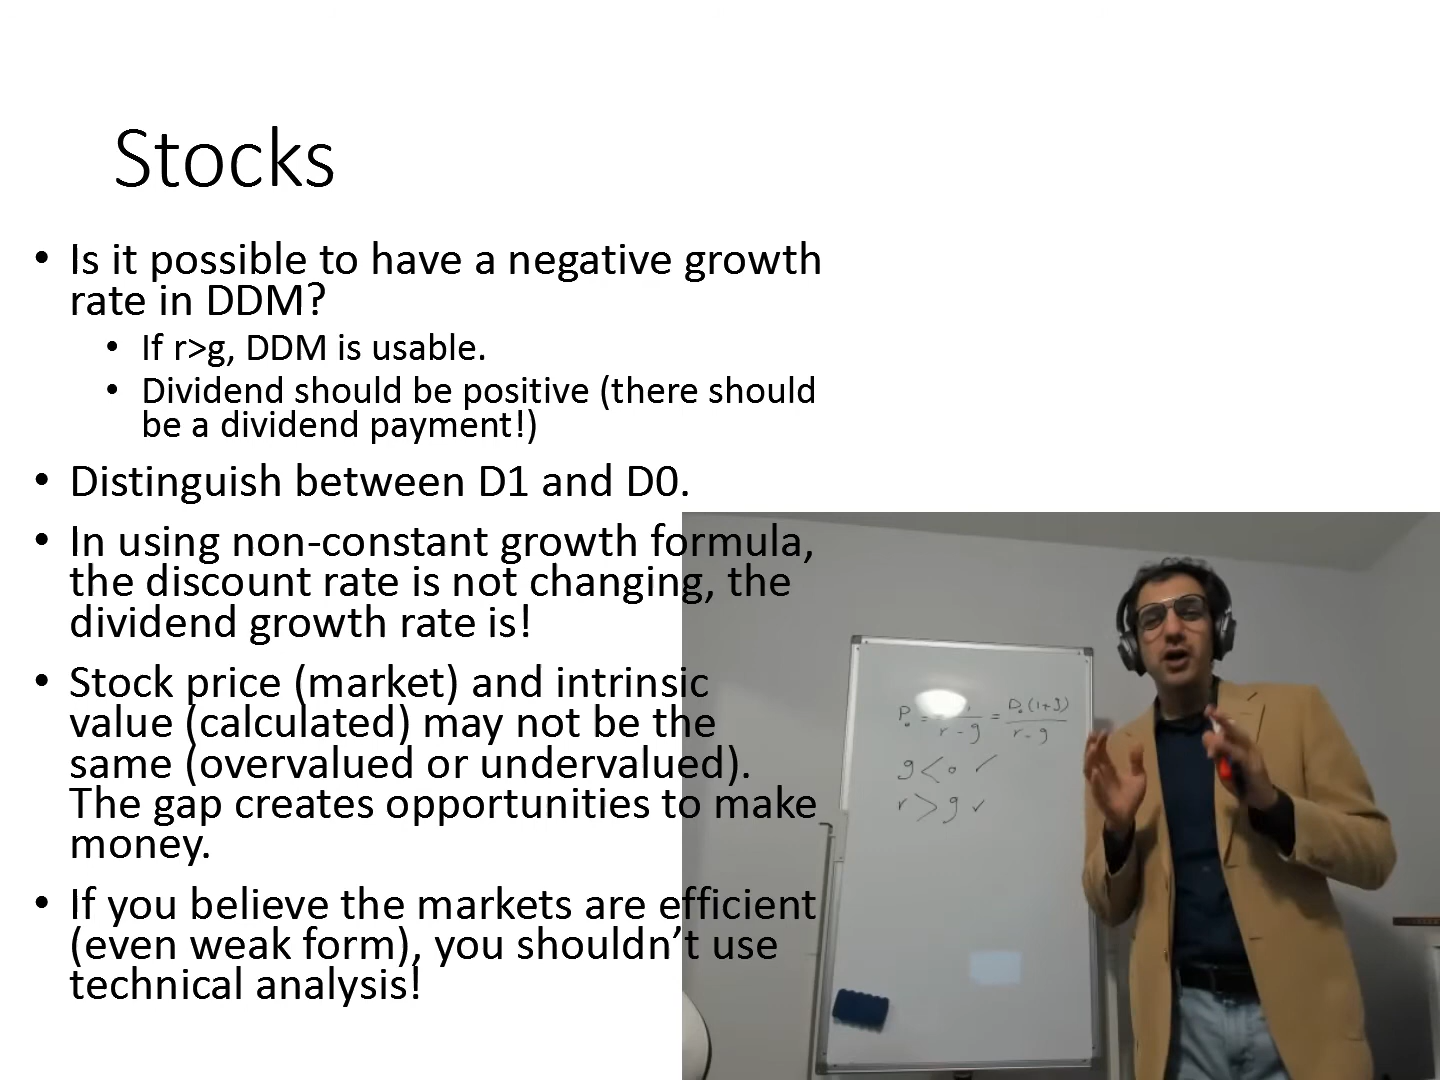 Stocks
• Is it possible to have a negative growth
rate in DDM?
• If r>g, DDM is usable.
• Dividend should be positive (there should
be a dividend payment!)
• Distinguish between D1 and D0.
• In using non-constant growth formula,
the discount rate is not changing, the
dividend growth rate is!
• Stock price (market) and intrinsic
value (calculated) may not be the
same (overvalued or undervalued).
The gap creates opportunities to make
money.
• If you believe the markets are efficient
(even weak form), you shouldn’t use
technical analysis!
P₀ = / r - g = D₀(1+g) / r - g
g < 0 ✓
r > g ✓